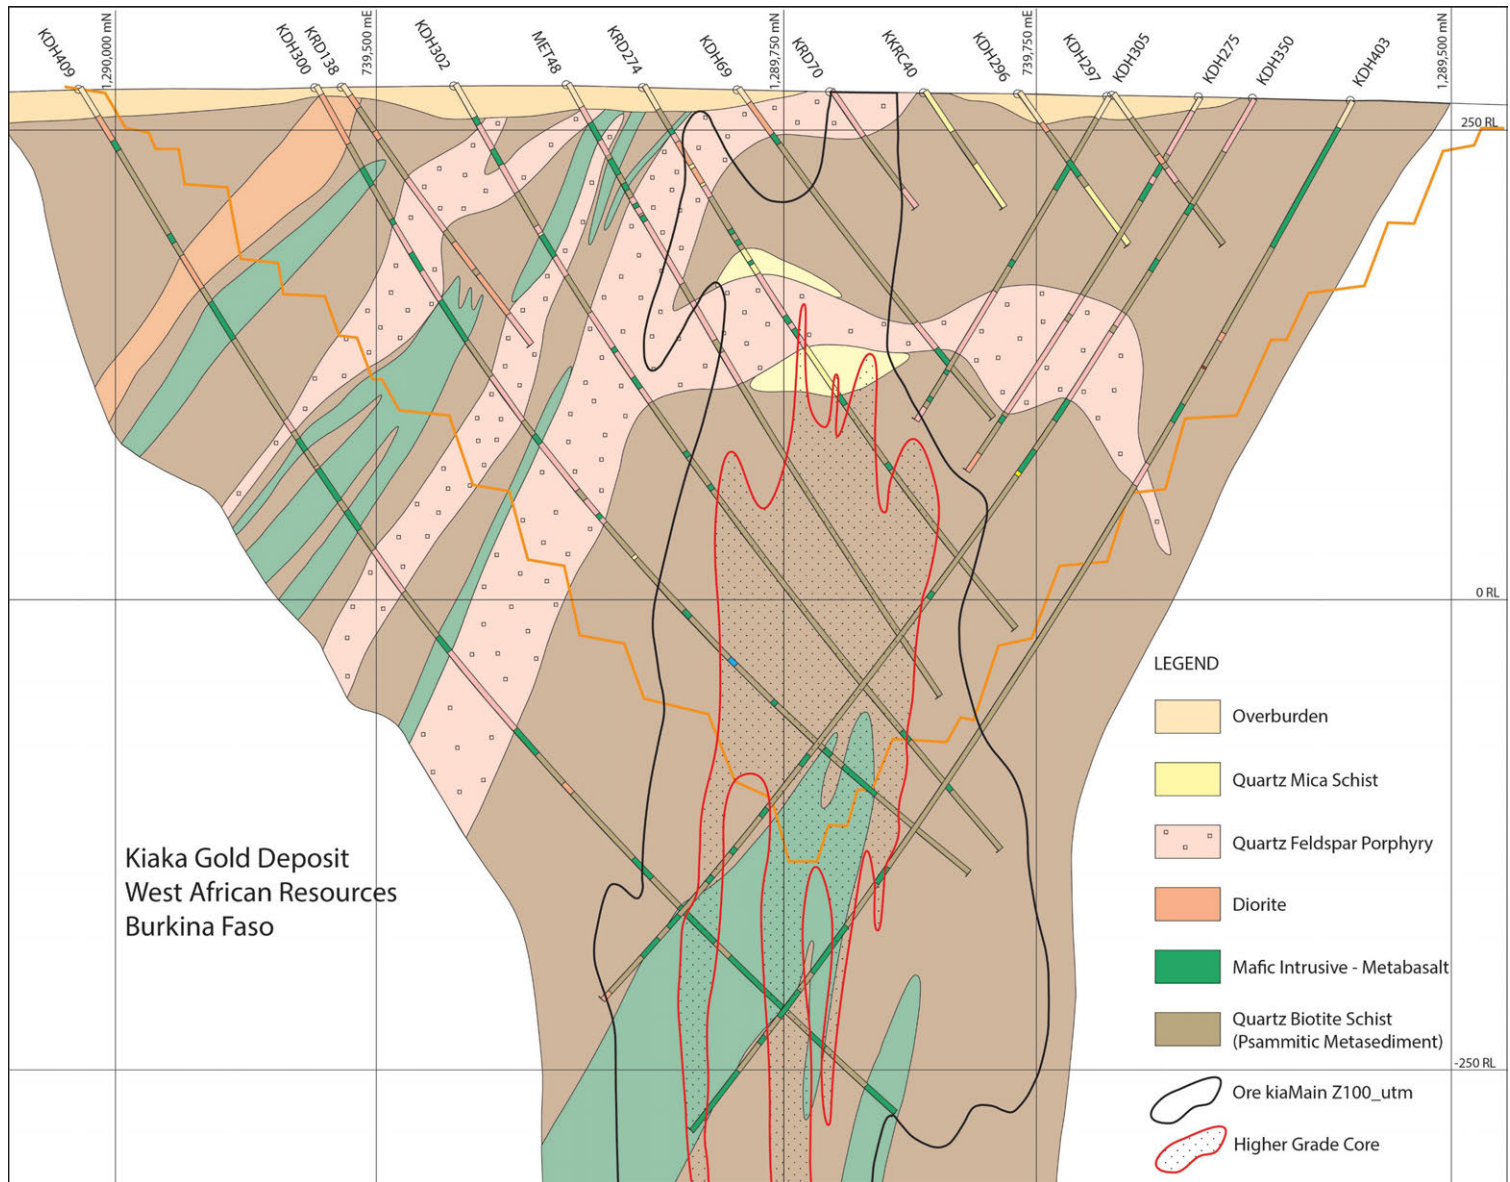 KDH409
1,290,000 mN
KDH300
KRD138
739,500 mE
KDH302
MET48
KRD274
KDH69
1,289,750 mN
KRD70
KKRC40
KDH296
739,750 mE
KDH297
KDH305
KDH275
KDH350
KDH403
1,289,500 mN
250 RL
0 RL
-250 RL
LEGEND
Overburden
Quartz Mica Schist
Quartz Feldspar Porphyry
Diorite
Mafic Intrusive - Metabasalt
Quartz Biotite Schist
(Psammitic Metasediment)
Ore kiaMain Z100_utm
Higher Grade Core
Kiaka Gold Deposit
West African Resources
Burkina Faso